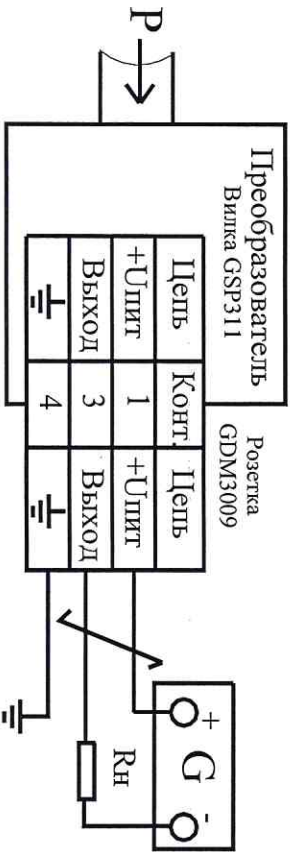 P
Преобразователь
Вилка GSP311
Розетка
GDM3009
Цепь Конт. Цепь
+Uпит 1 +Uпит
Выход 3 Выход
4
+ G -
Rн